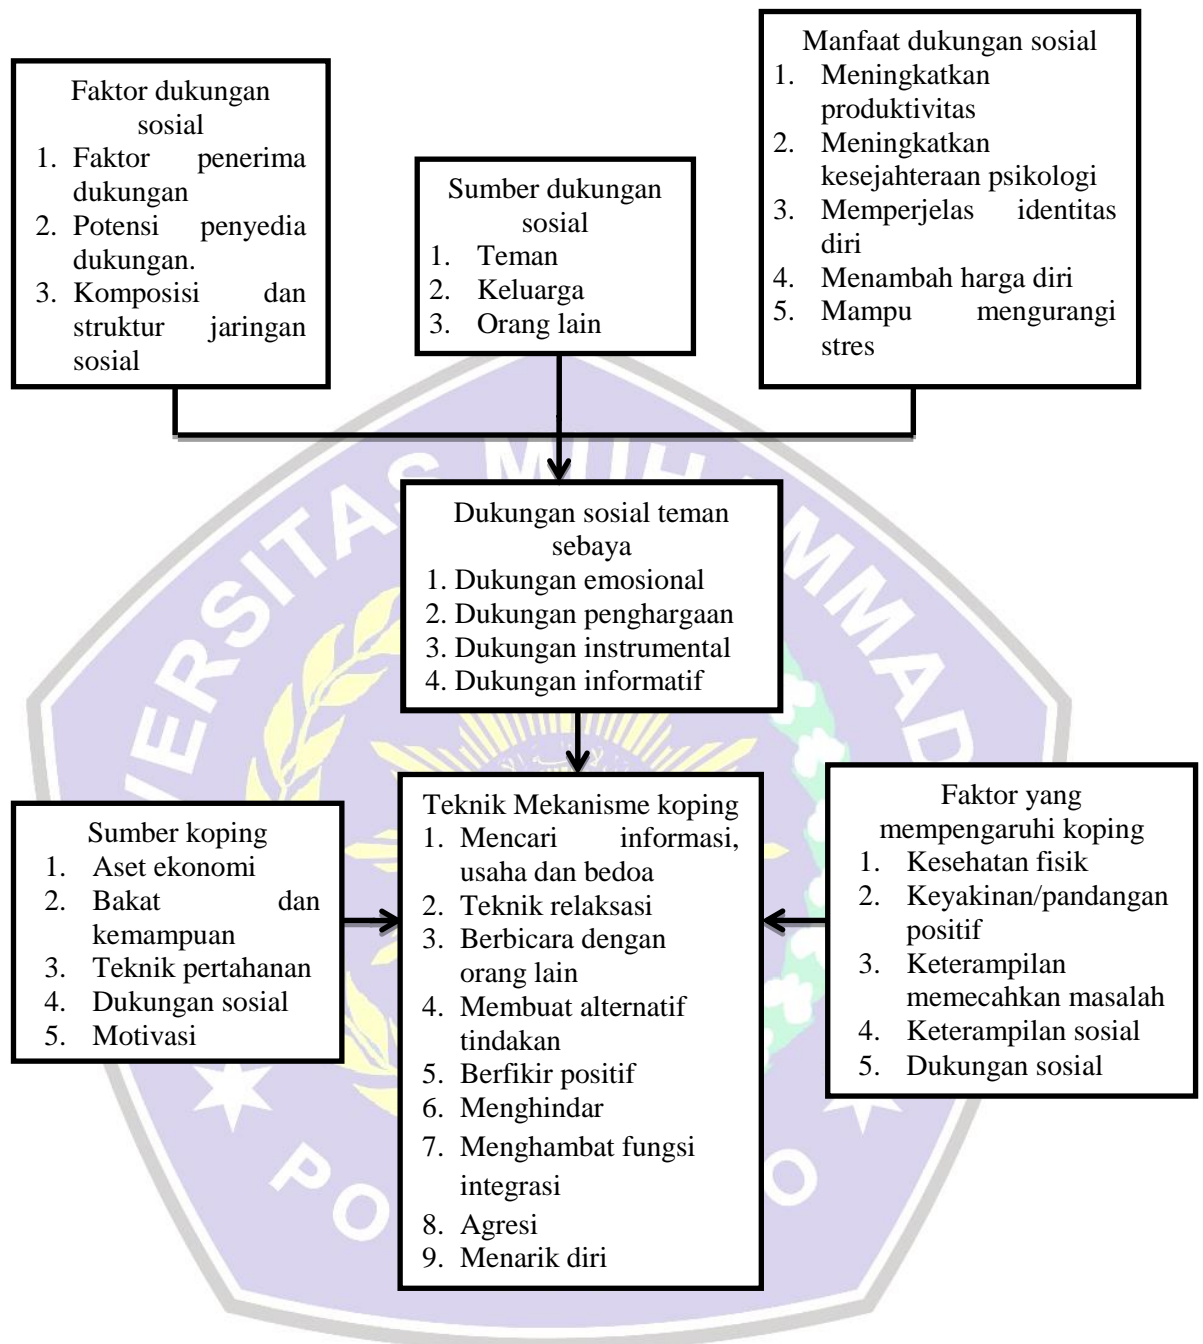 Faktor dukungan
sosial
1. Faktor penerima
dukungan
2. Potensi penyedia
dukungan.
3. Komposisi dan
struktur jaringan
sosial
Sumber dukungan
sosial
1. Teman
2. Keluarga
3. Orang lain
Manfaat dukungan sosial
1. Meningkatkan
produktivitas
2. Meningkatkan
kesejahteraan psikologi
3. Memperjelas identitas
diri
4. Menambah harga diri
5. Mampu mengurangi
stres
Dukungan sosial teman
sebaya
1. Dukungan emosional
2. Dukungan penghargaan
3. Dukungan instrumental
4. Dukungan informatif
Sumber koping
1. Aset ekonomi
2. Bakat dan
kemampuan
3. Teknik pertahanan
4. Dukungan sosial
5. Motivasi
Teknik Mekanisme koping
1. Mencari informasi,
usaha dan bedoa
2. Teknik relaksasi
3. Berbicara dengan
orang lain
4. Membuat alternatif
tindakan
5. Berfikir positif
6. Menghindar
7. Menghambat fungsi
integrasi
8. Agresi
9. Menarik diri
Faktor yang
mempengaruhi koping
1. Kesehatan fisik
2. Keyakinan/pandangan
positif
3. Keterampilan
memecahkan masalah
4. Keterampilan sosial
5. Dukungan sosial